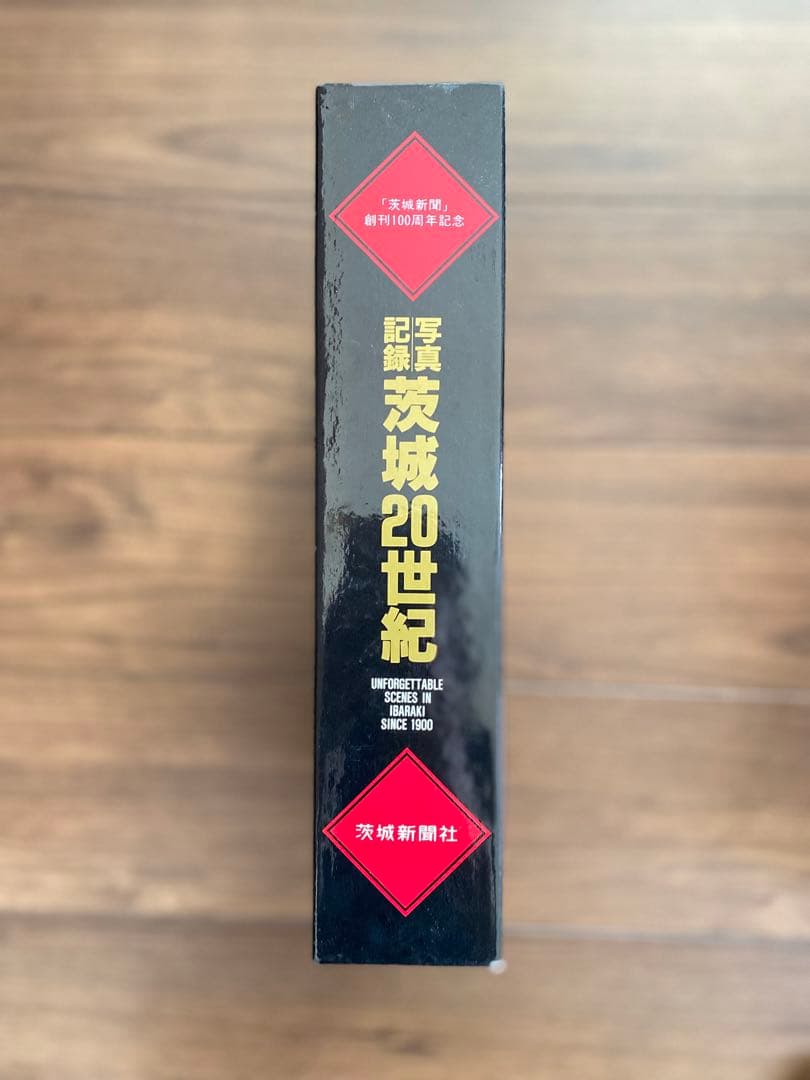 「茨城新聞」
創刊100周年記念
写真
記録
茨城20世紀
UNFORGETTABLE
SCENES IN
IBARAKI
SINCE 1900
茨城新聞社